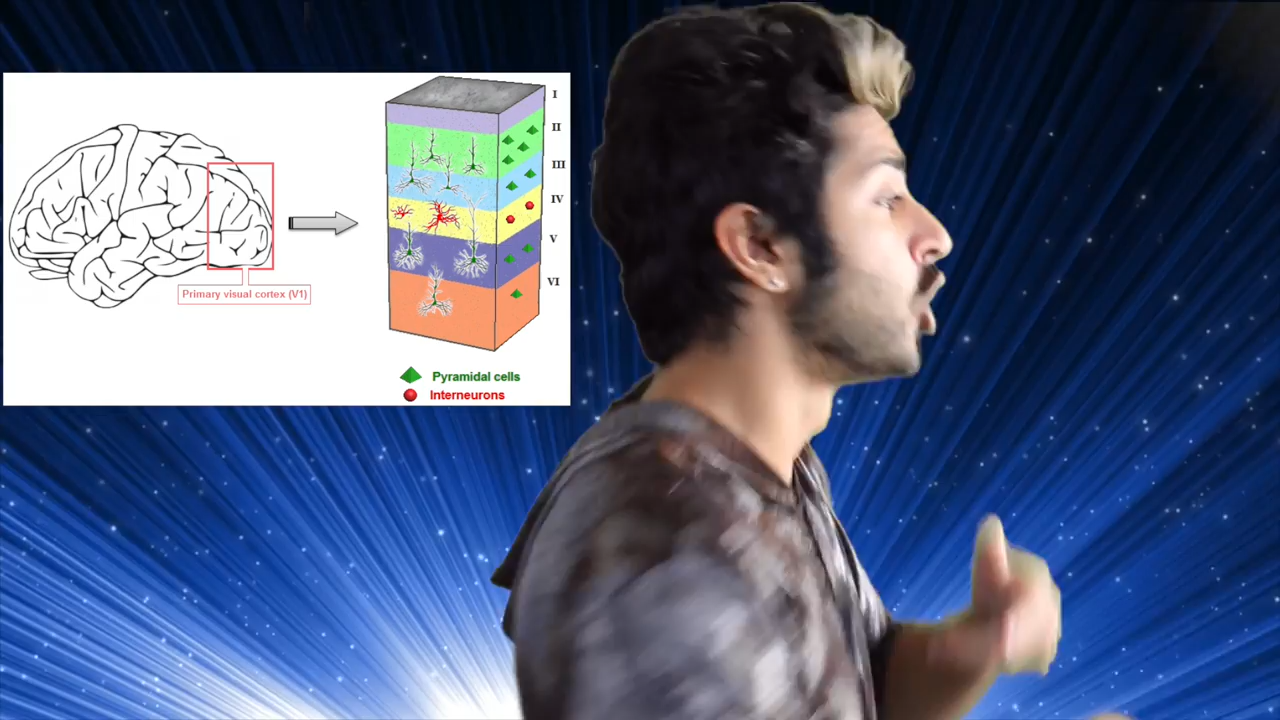 I
II
III
IV
V
VI
Primary visual cortex (V1)
Pyramidal cells
Interneurons